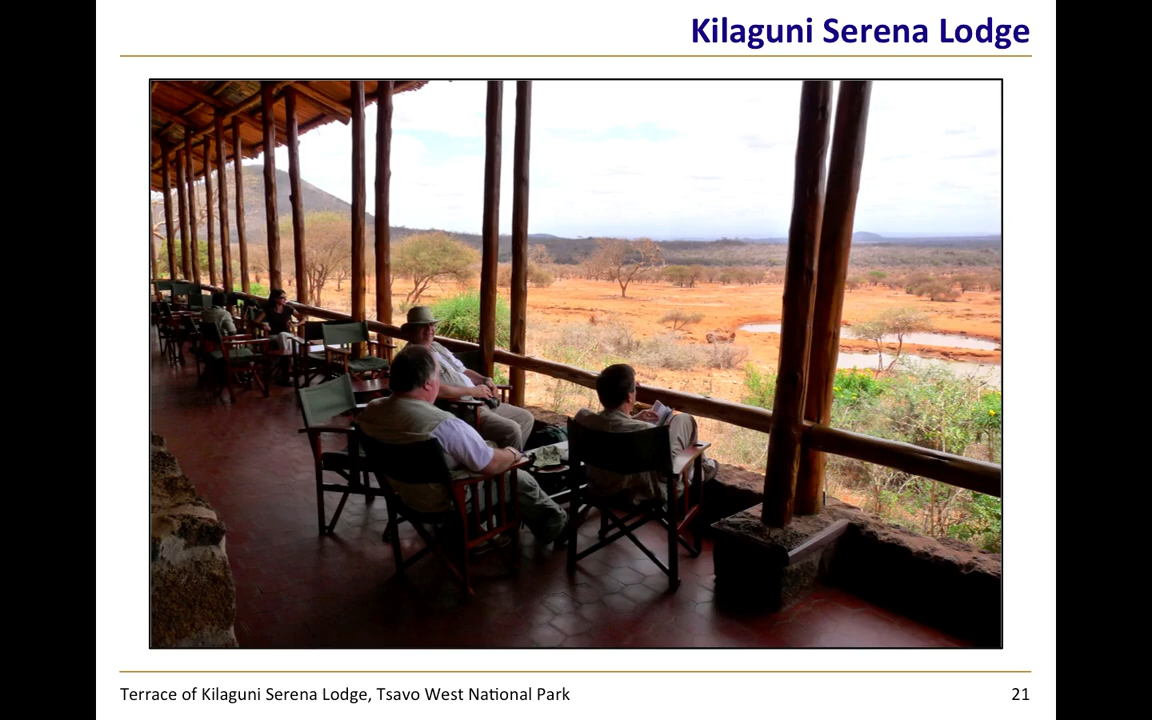 Kilaguni Serena Lodge
Terrace of Kilaguni Serena Lodge, Tsavo West National Park
21